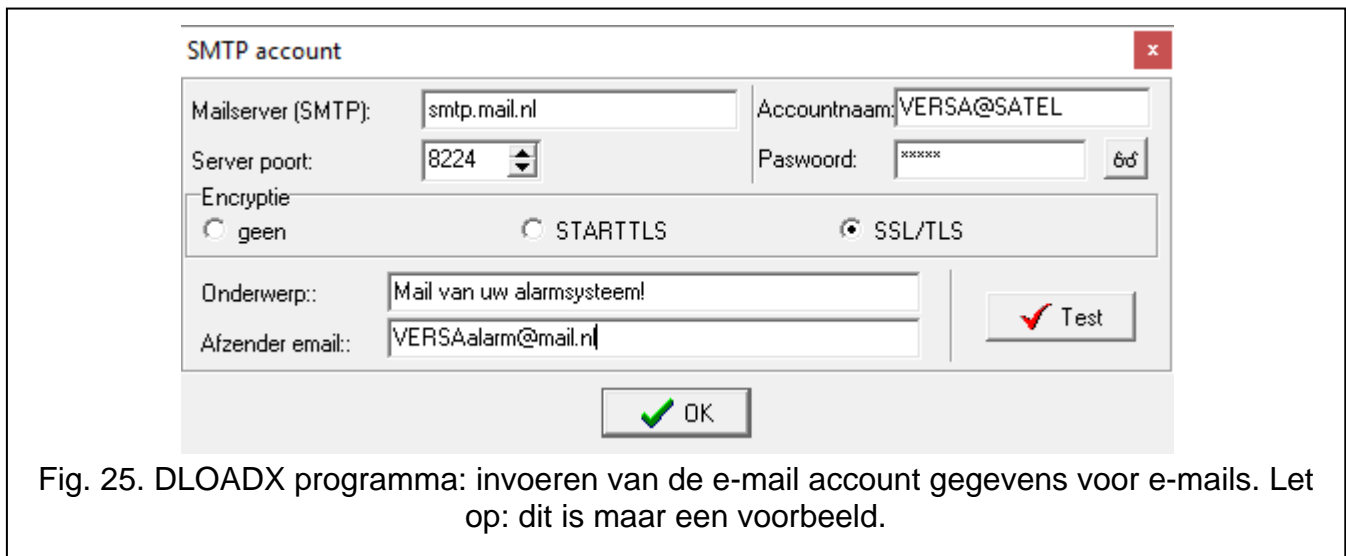 SMTP account
x
Mailserver (SMTP): smtp.mail.nl
Accountnaam: VERSA@SATEL
Server poort: 8224
Paswoord: xxxxx
Encryptie
geen STARTTLS SSL/TLS
Onderwerp:: Mail van uw alarmsysteem!
Afzender email:: VERSAalarm@mail.nl
Test
OK
Fig. 25. DLOADX programma: invoeren van de e-mail account gegevens voor e-mails. Let
op: dit is maar een voorbeeld.